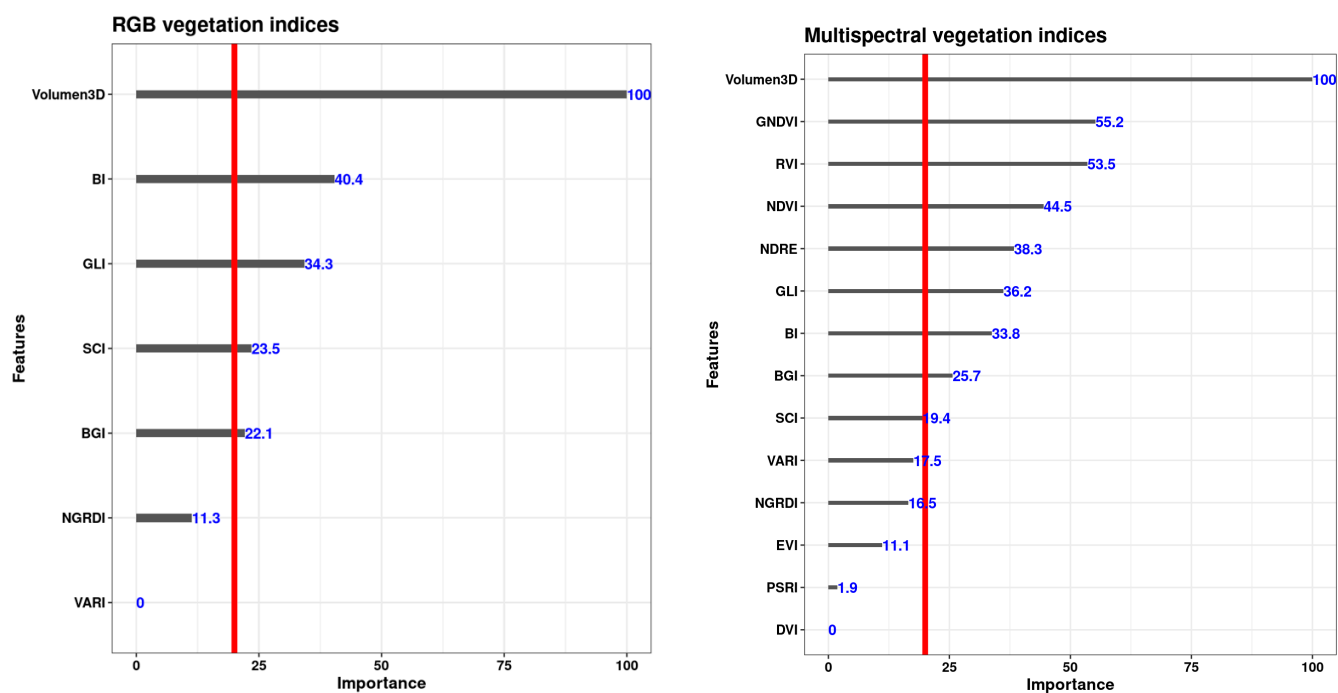 RGB vegetation indices
Features
Volumen3D 100
BI 40.4
GLI 34.3
SCI 23.5
BGI 22.1
NGRDI 11.3
VARI 0
0 25 50 75 100
Importance
Multispectral vegetation indices
Features
Volumen3D 100
GNDVI 55.2
RVI 53.5
NDVI 44.5
NDRE 38.3
GLI 36.2
BI 33.8
BGI 25.7
SCI 19.4
VARI 17.5
NGRDI 16.5
EVI 11.1
PSRI 1.9
DVI 0
0 25 50 75 100
Importance